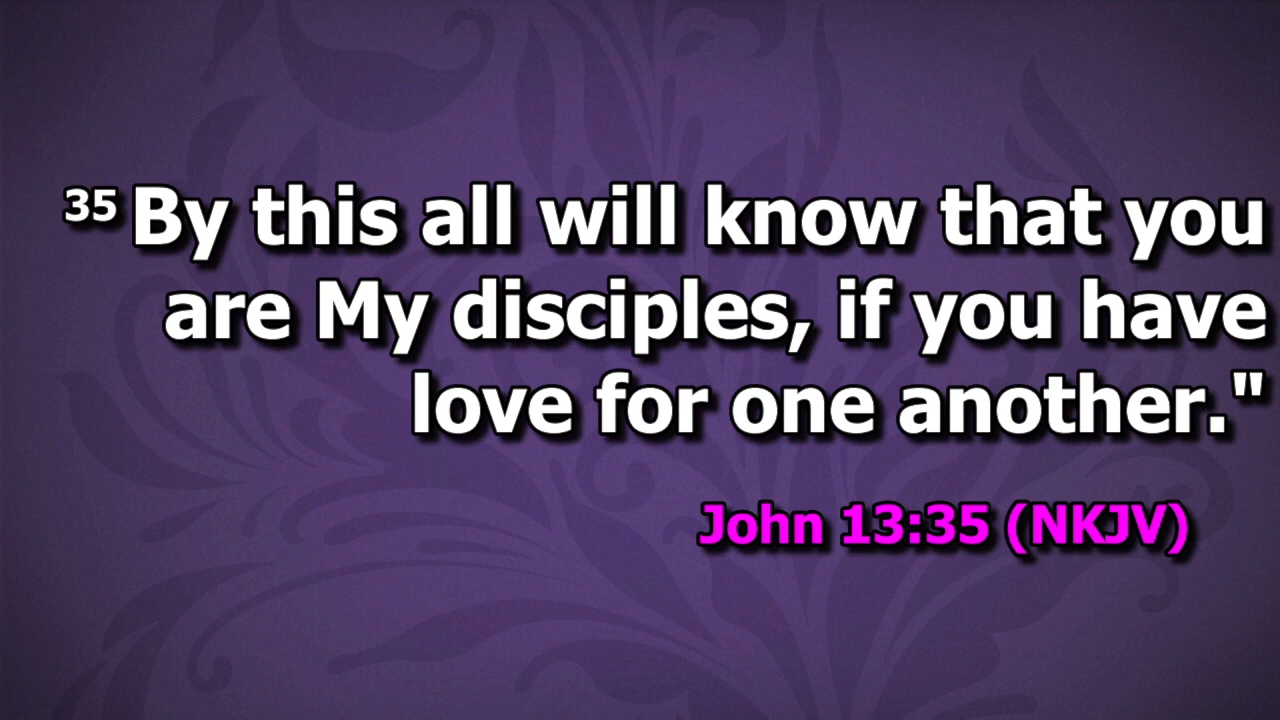 35 By this all will know that you
are My disciples, if you have
love for one another."
John 13:35 (NKJV)